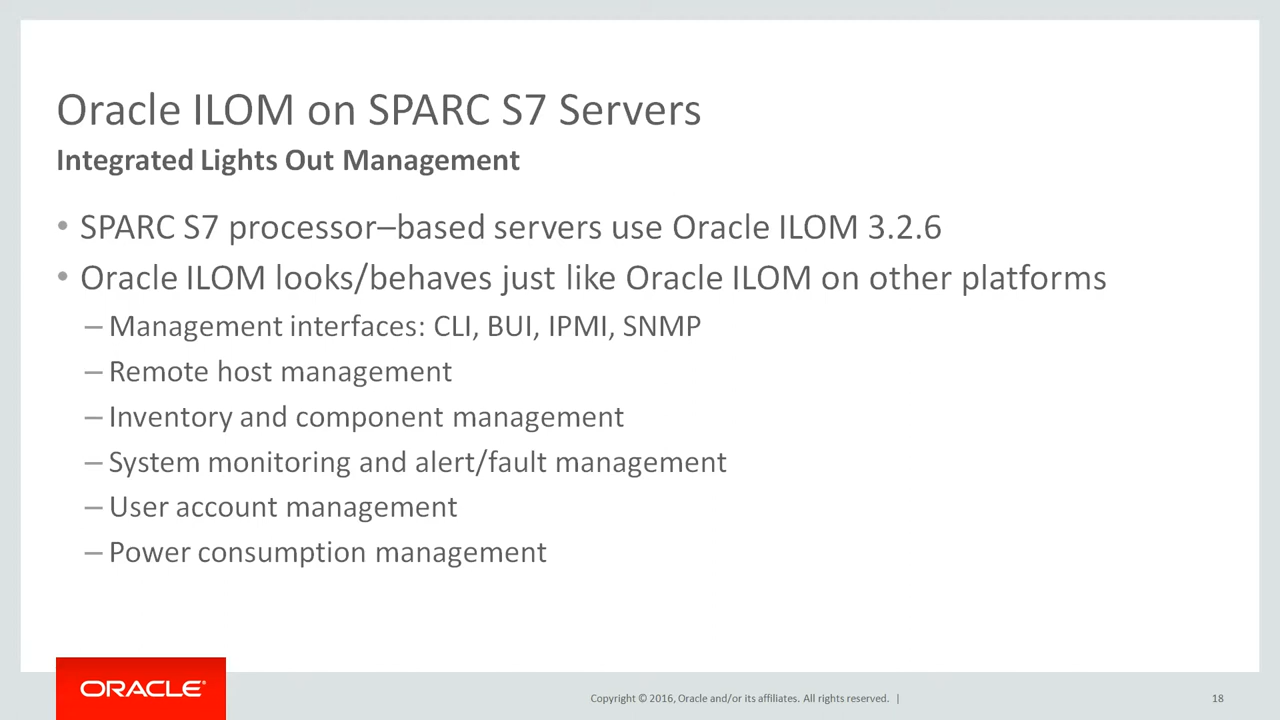 Oracle ILOM on SPARC S7 Servers
Integrated Lights Out Management
• SPARC S7 processor–based servers use Oracle ILOM 3.2.6
• Oracle ILOM looks/behaves just like Oracle ILOM on other platforms
– Management interfaces: CLI, BUI, IPMI, SNMP
– Remote host management
– Inventory and component management
– System monitoring and alert/fault management
– User account management
– Power consumption management
ORACLE®
Copyright © 2016, Oracle and/or its affiliates. All rights reserved. |
18